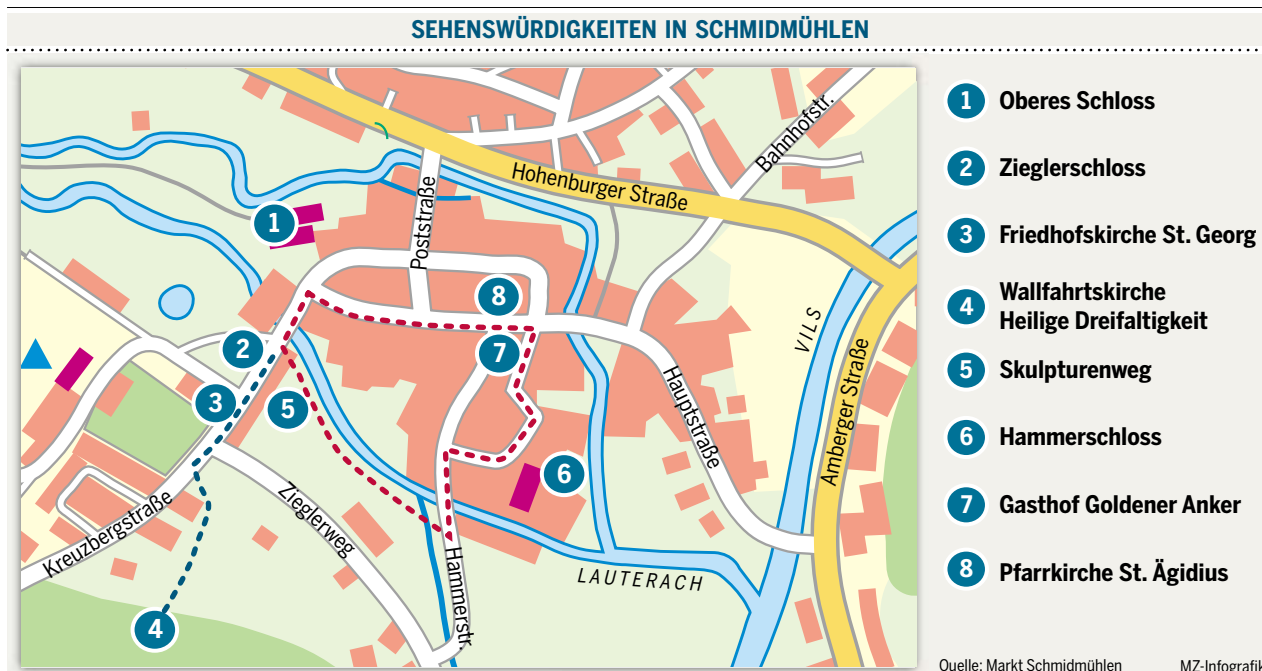 SEHENSWÜRDIGKEITEN IN SCHMIDMÜHLEN
1 Oberes Schloss
2 Zieglerschloss
3 Friedhofskirche St. Georg
4 Wallfahrtskirche
Heilige Dreifaltigkeit
5 Skulpturenweg
6 Hammerschloss
7 Gasthof Goldener Anker
8 Pfarrkirche St. Ägidius
Bahnhofstr.
Hohenburger Straße
Poststraße
1
8
2
7
VILS
3
5
Hauptstraße
Amberger Straße
6
Kreuzbergstraße
Zieglerweg
LAUTERACH
Hammerstr.
4
Quelle: Markt Schmidmühlen
MZ-Infografik